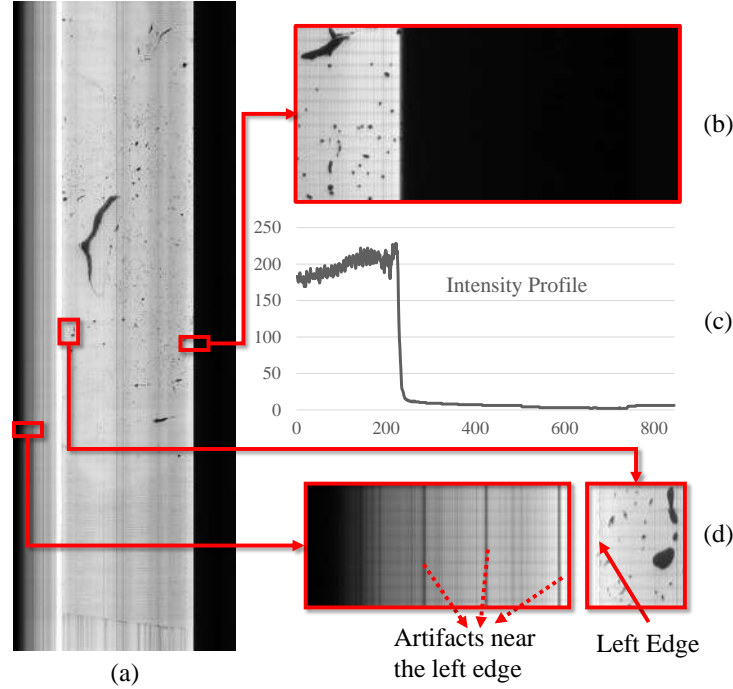 (b)
250
200
150
100
50
0
Intensity Profile
0
200
400
600
800
(c)
(d)
Artifacts near
the left edge
Left Edge
(a)